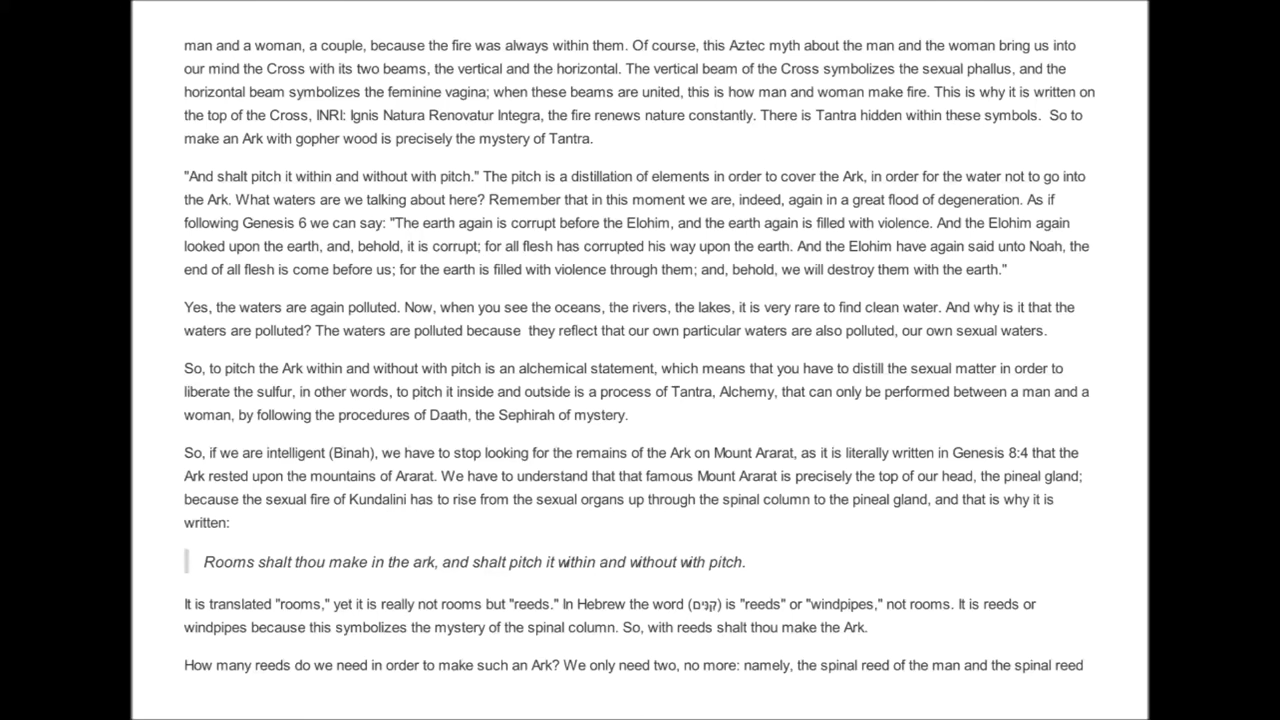 man and a woman, a couple, because the fire was always within them. Of course, this Aztec myth about the man and the woman bring us into
our mind the Cross with its two beams, the vertical and the horizontal. The vertical beam of the Cross symbolizes the sexual phallus, and the
horizontal beam symbolizes the feminine vagina; when these beams are united, this is how man and woman make fire. This is why it is written on
the top of the Cross, INRI: Ignis Natura Renovatur Integra, the fire renews nature constantly. There is Tantra hidden within these symbols.  So to
make an Ark with gopher wood is precisely the mystery of Tantra.
"And shalt pitch it within and without with pitch." The pitch is a distillation of elements in order to cover the Ark, in order for the water not to go into
the Ark. What waters are we talking about here? Remember that in this moment we are, indeed, again in a great flood of degeneration. As if
following Genesis 6 we can say: "The earth again is corrupt before the Elohim, and the earth again is filled with violence. And the Elohim again
looked upon the earth, and, behold, it is corrupt; for all flesh has corrupted his way upon the earth. And the Elohim have again said unto Noah, the
end of all flesh is come before us; for the earth is filled with violence through them; and, behold, we will destroy them with the earth."
Yes, the waters are again polluted. Now, when you see the oceans, the rivers, the lakes, it is very rare to find clean water. And why is it that the
waters are polluted? The waters are polluted because  they reflect that our own particular waters are also polluted, our own sexual waters.
So, to pitch the Ark within and without with pitch is an alchemical statement, which means that you have to distill the sexual matter in order to
liberate the sulfur, in other words, to pitch it inside and outside is a process of Tantra, Alchemy, that can only be performed between a man and a
woman, by following the procedures of Daath, the Sephirah of mystery.
So, if we are intelligent (Binah), we have to stop looking for the remains of the Ark on Mount Ararat, as it is literally written in Genesis 8:4 that the
Ark rested upon the mountains of Ararat. We have to understand that that famous Mount Ararat is precisely the top of our head, the pineal gland;
because the sexual fire of Kundalini has to rise from the sexual organs up through the spinal column to the pineal gland, and that is why it is
written:
Rooms shalt thou make in the ark, and shalt pitch it within and without with pitch.
It is translated "rooms," yet it is really not rooms but "reeds." In Hebrew the word (קנים) is "reeds" or "windpipes," not rooms. It is reeds or
windpipes because this symbolizes the mystery of the spinal column. So, with reeds shalt thou make the Ark.
How many reeds do we need in order to make such an Ark? We only need two, no more: namely, the spinal reed of the man and the spinal reed